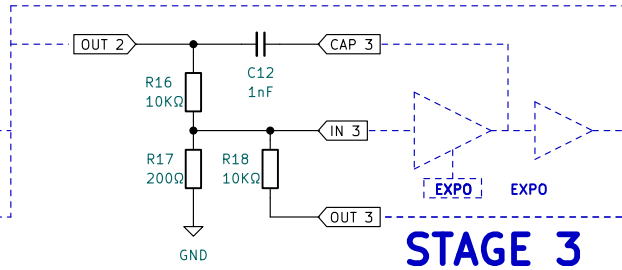 OUT 2
CAP 3
C12
1nF
R16
10KΩ
IN 3
R17
200Ω
R18
10KΩ
EXPO
EXPO
OUT 3
STAGE 3
GND